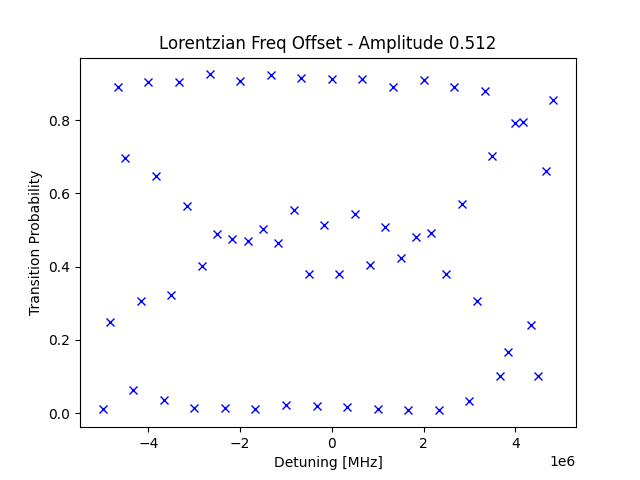 Lorentzian Freq Offset - Amplitude 0.512
Transition Probability
0.8
0.6
0.4
0.2
0.0
−4
−2
0
2
4
1e6
Detuning [MHz]